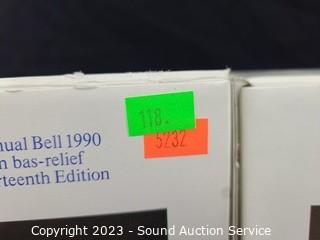 118.
5232
nual Bell 1990
n bas-relief
rteenth Edition
Copyright 2023 - Sound Auction Service